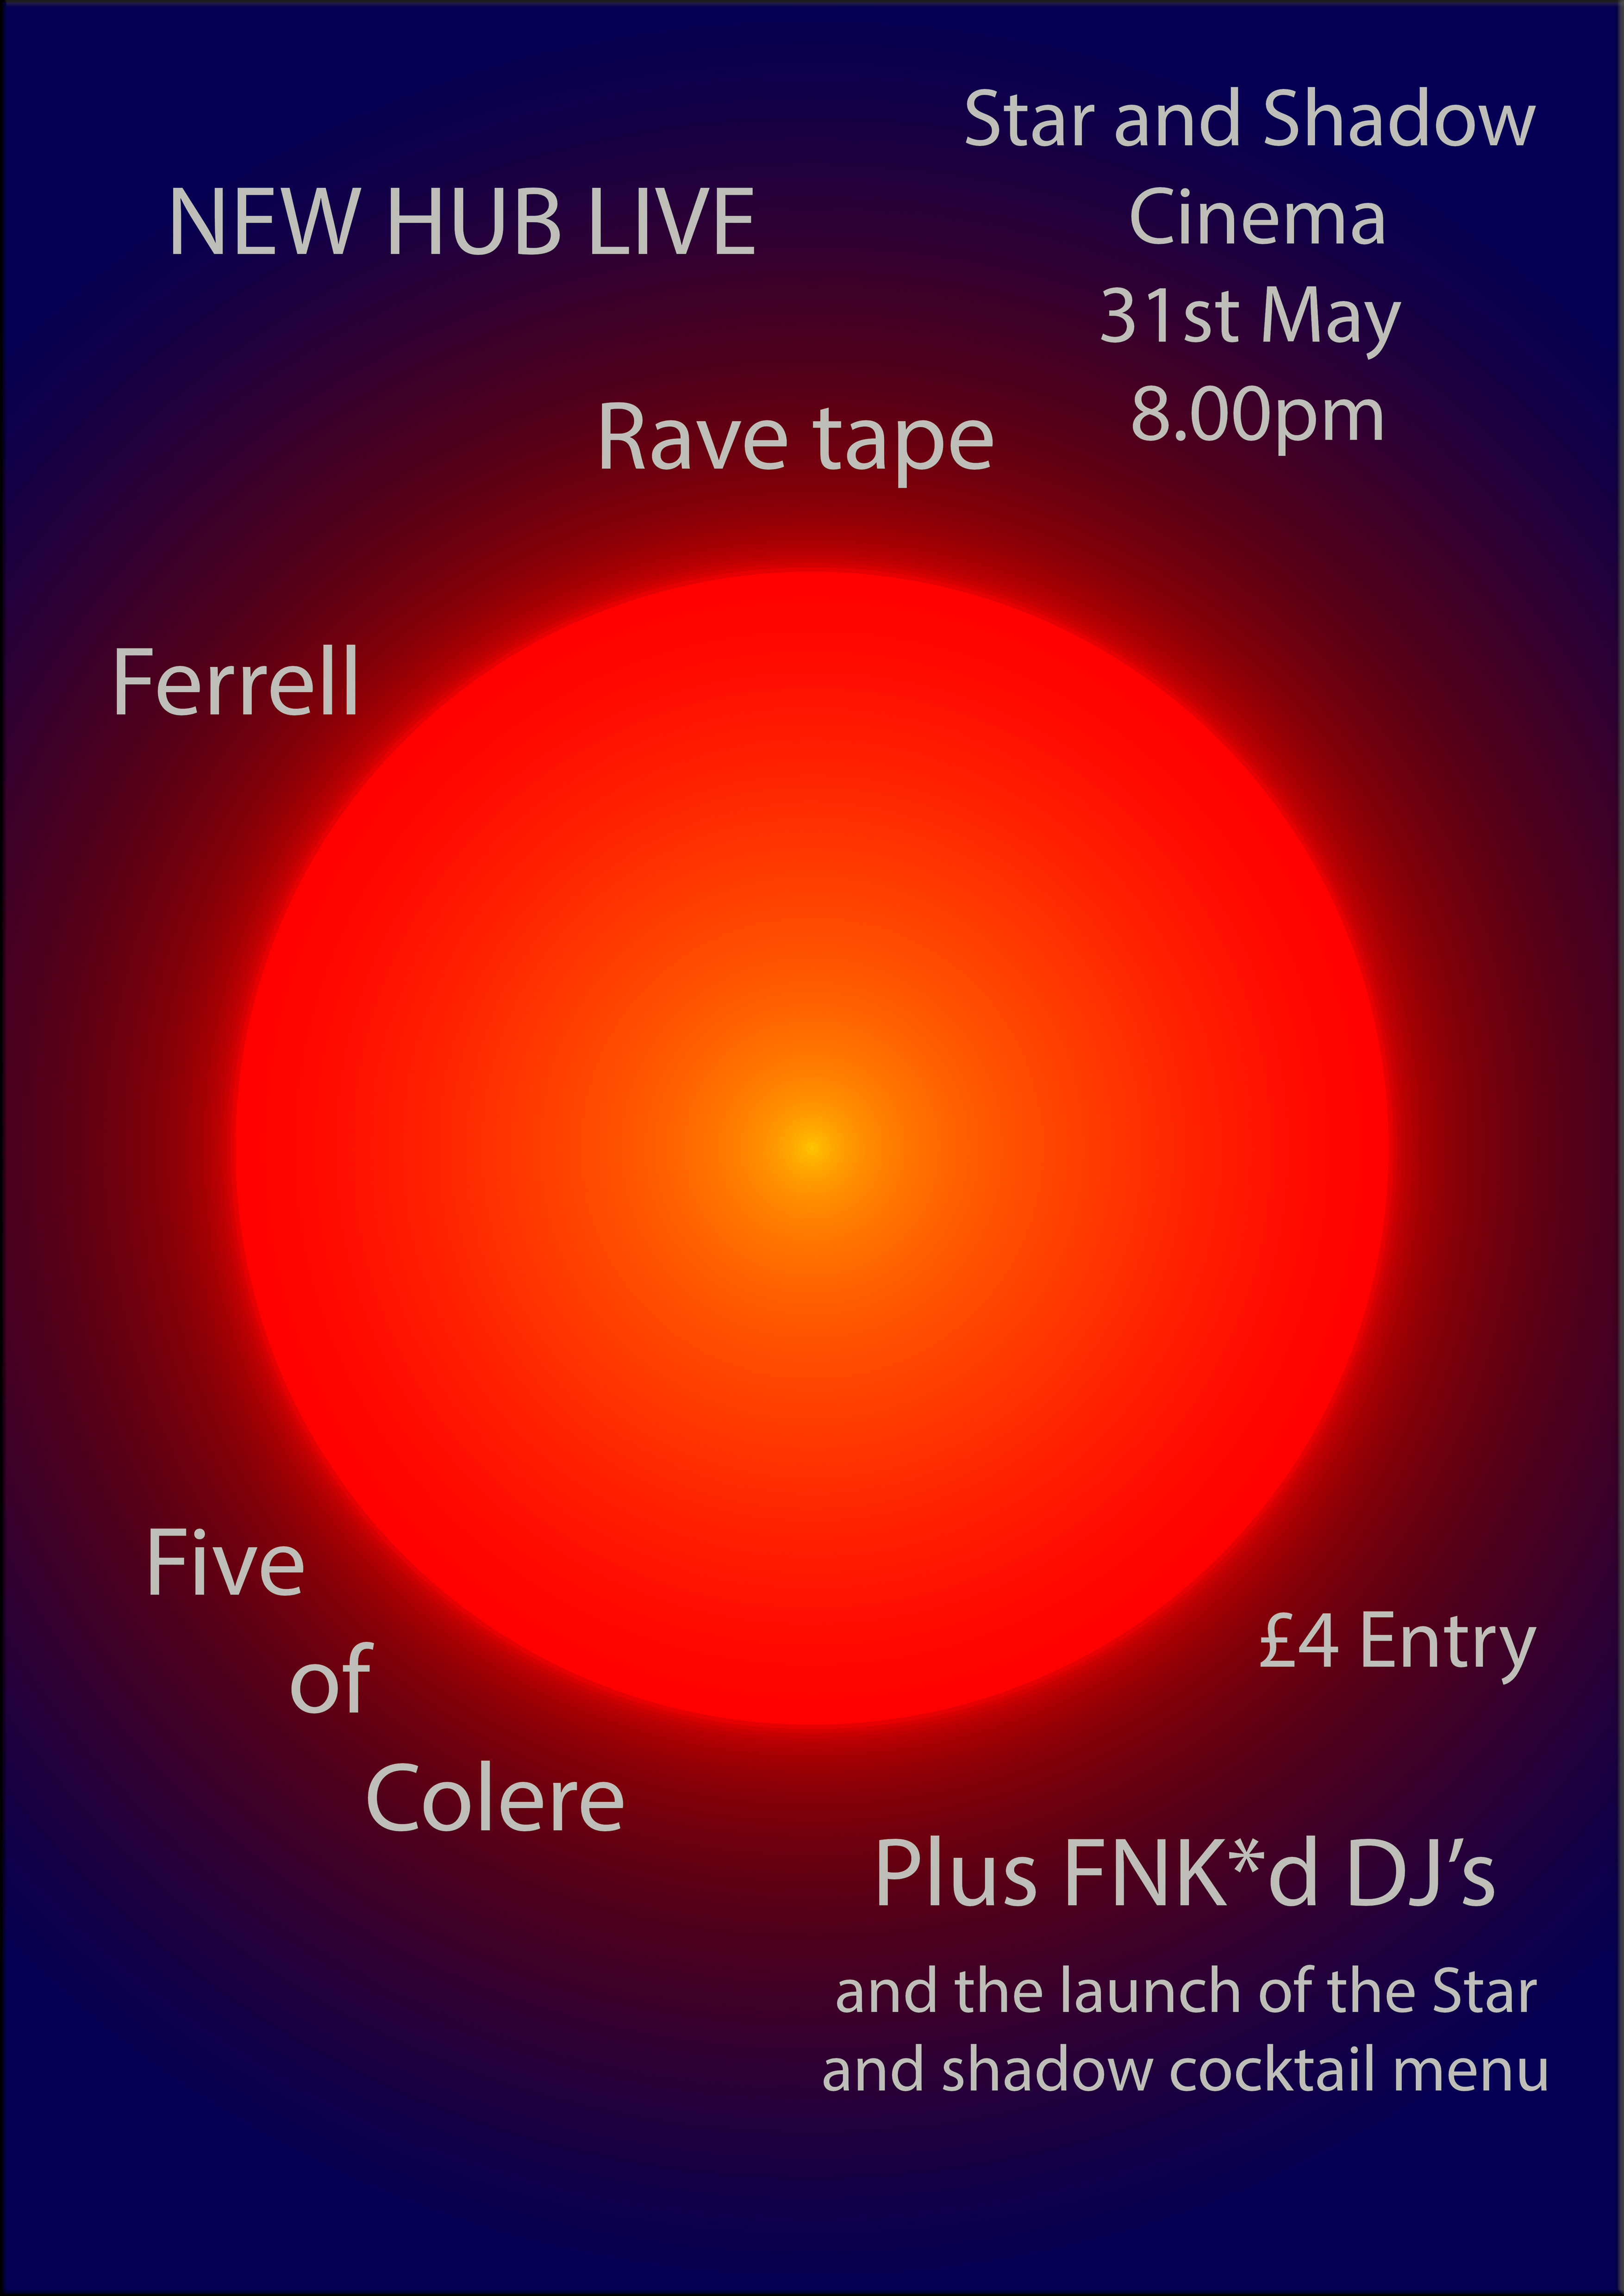 Star and Shadow
Cinema
31st May
8.00pm
NEW HUB LIVE
Rave tape
Ferrell
Five
of
Colere
£4 Entry
Plus FNK*d DJ’s
and the launch of the Star
and shadow cocktail menu